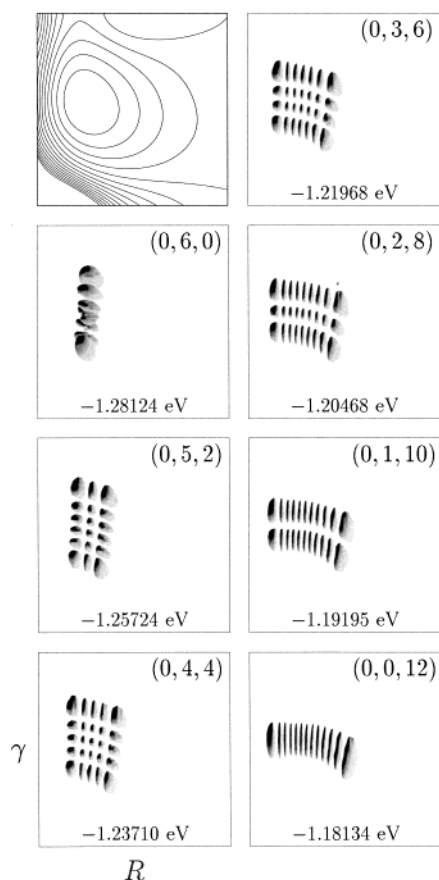 (0, 3, 6)
−1.21968 eV
(0, 6, 0)
−1.28124 eV
(0, 2, 8)
−1.20468 eV
(0, 5, 2)
−1.25724 eV
(0, 1, 10)
−1.19195 eV
(0, 4, 4)
−1.23710 eV
(0, 0, 12)
−1.18134 eV
γ
R